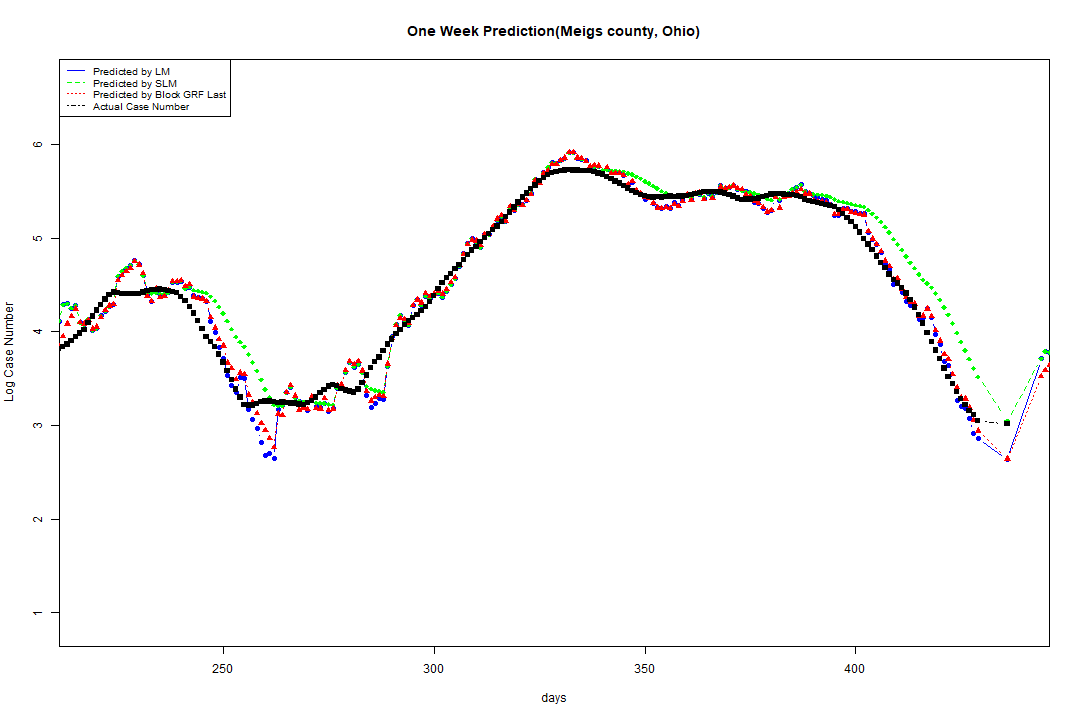 One Week Prediction(Meigs county, Ohio)
Predicted by LM
Predicted by SLM
Predicted by Block GRF Last
Actual Case Number
6
5
4
3
2
1
Log Case Number
250
300
350
400
days